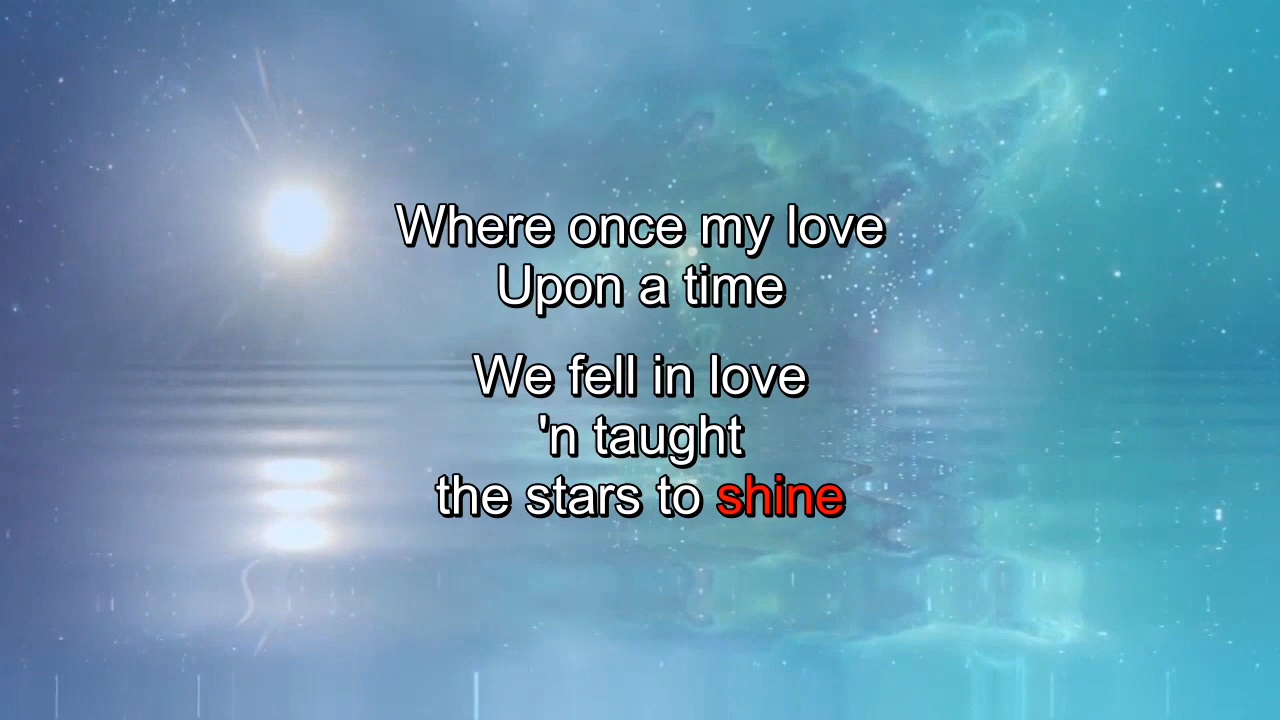 Where once my love
Upon a time
We fell in love
'n taught
the stars to shine